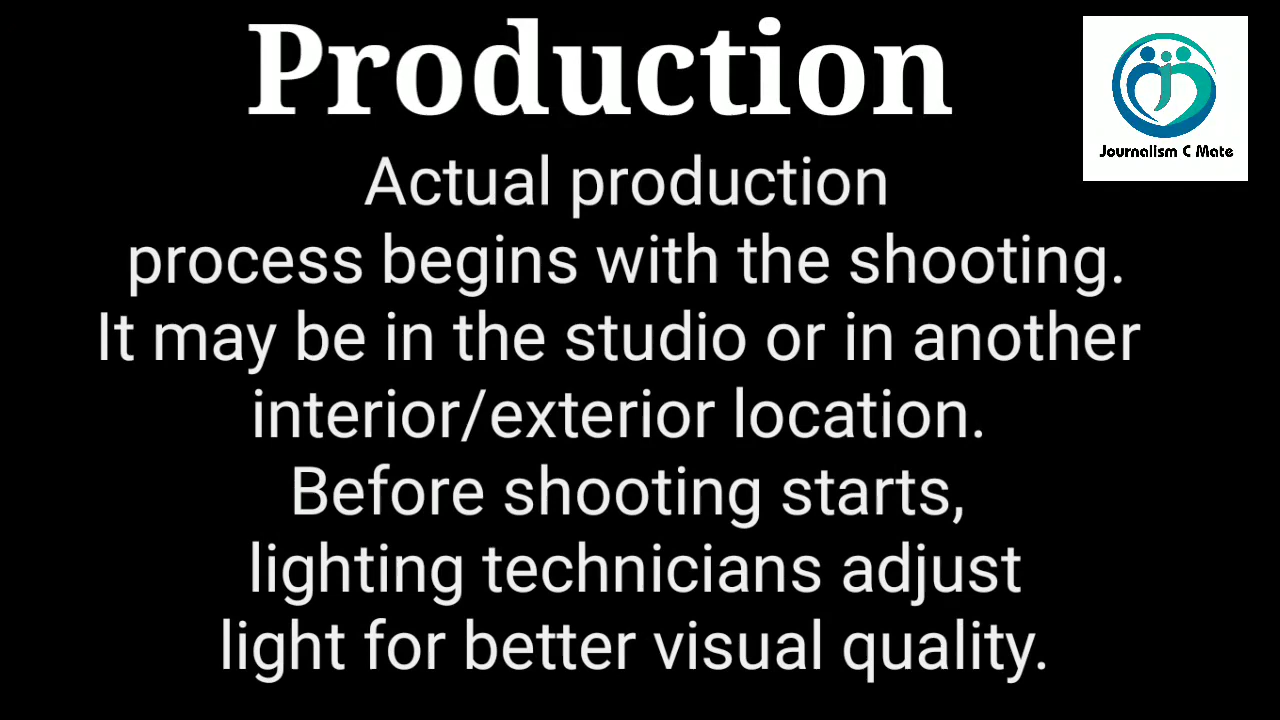 Production
Journalism C Mate
Actual production
process begins with the shooting.
It may be in the studio or in another
interior/exterior location.
Before shooting starts,
lighting technicians adjust
light for better visual quality.